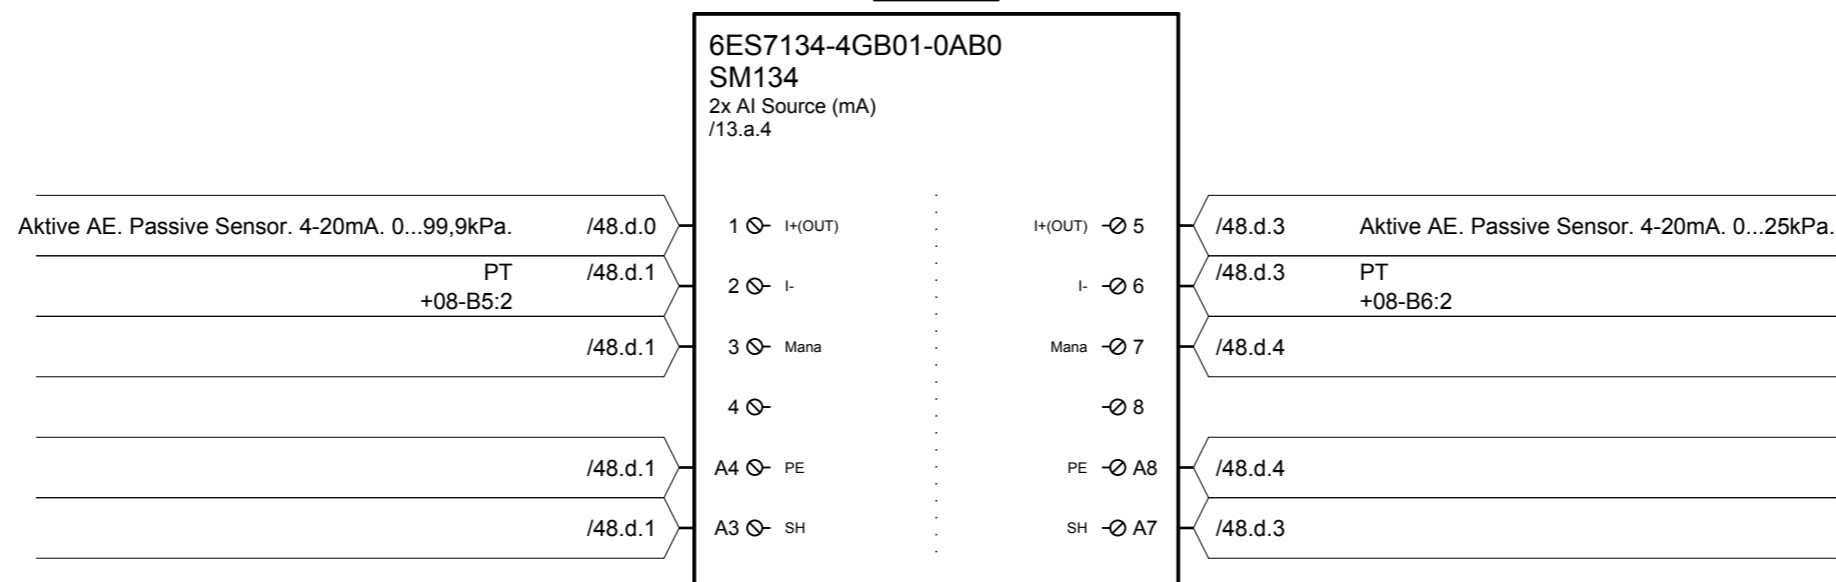 6ES7134-4GB01-0AB0
SM134
2x AI Source (mA)
/13.a.4
Aktive AE. Passive Sensor. 4-20mA. 0...99,9kPa. /48.d.0 1 I+(OUT) I+(OUT) 5 /48.d.3 Aktive AE. Passive Sensor. 4-20mA. 0...25kPa.
PT /48.d.1 2 I- I- 6 /48.d.3 PT
+08-B5:2 +08-B6:2
/48.d.1 3 Mana Mana 7 /48.d.4
4 8
/48.d.1 A4 PE PE A8 /48.d.4
/48.d.1 A3 SH SH A7 /48.d.3